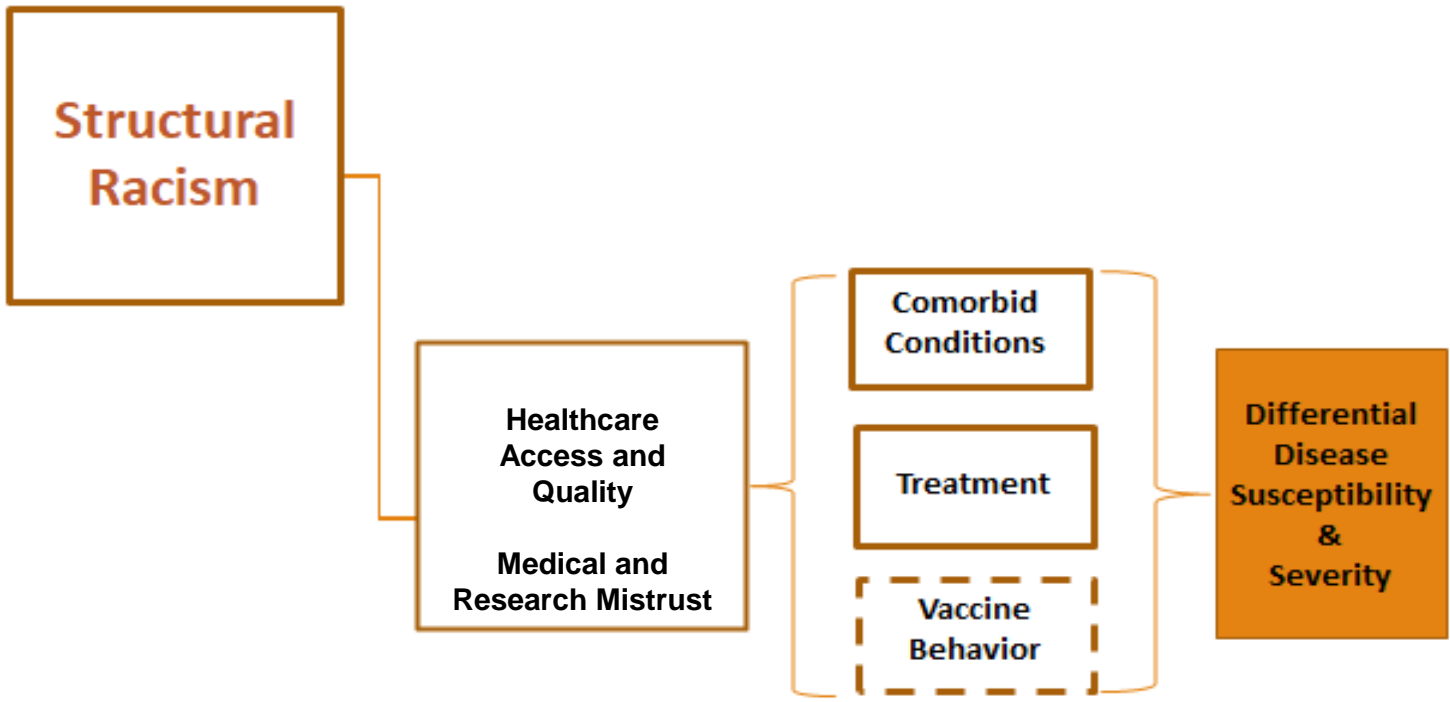 Structural
Racism
Healthcare
Access and
Quality
Medical and
Research Mistrust
Comorbid
Conditions
Treatment
Vaccine
Behavior
Differential
Disease
Susceptibility
&
Severity